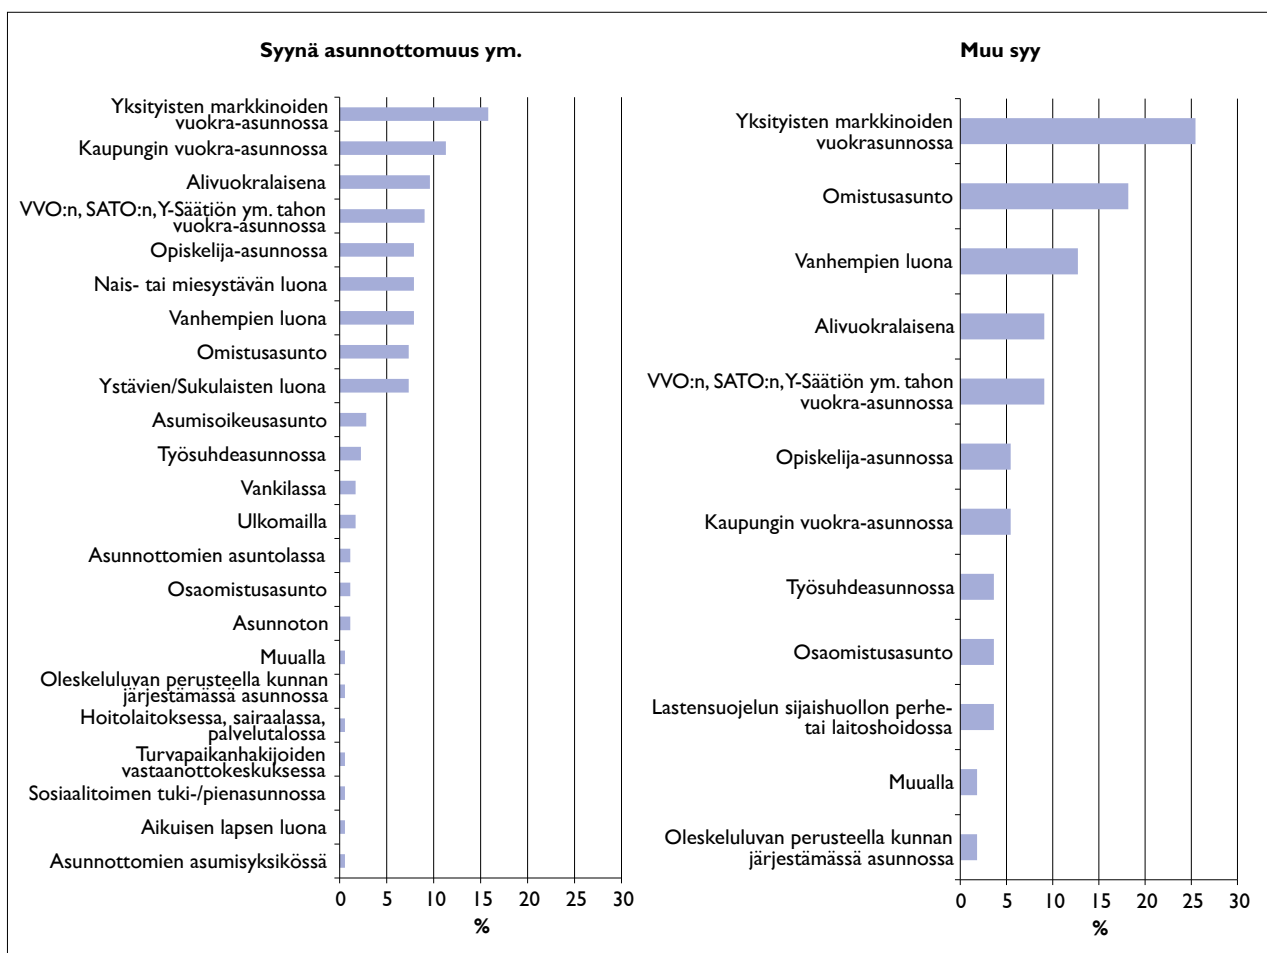 Syynä asunnottomuus ym.
Yksityisten markkinoiden
vuokra-asunnossa
Kaupungin vuokra-asunnossa
Alivuokralaisena
VVO:n, SATO:n, Y-Säätiön ym. tahon
vuokra-asunnossa
Opiskelija-asunnossa
Nais- tai miesystävän luona
Vanhempien luona
Omistusasunto
Ystävien/Sukulaisten luona
Asumisoikeusasunto
Työsuhdeasunnossa
Vankilassa
Ulkomailla
Asunnottomien asuntolassa
Osaomistusasunto
Asunnoton
Muualla
Oleskeluluvan perusteella kunnan
järjestämässä asunnossa
Hoitolaitoksessa, sairaalassa,
palvelutalossa
Turvapaikanhakijoiden
vastaanottokeskuksessa
Sosiaalitoimen tuki-/pienasunnossa
Aikuisen lapsen luona
Asunnottomien asumisyksikössä
0 5 10 15 20 25 30
%
Muu syy
Yksityisten markkinoiden
vuokrasunnossa
Omistusasunto
Vanhempien luona
Alivuokralaisena
VVO:n, SATO:n, Y-Säätiön ym. tahon
vuokra-asunnossa
Opiskelija-asunnossa
Kaupungin vuokra-asunnossa
Työsuhdeasunnossa
Osaomistusasunto
Lastensuojelun sijaishuollon perhe-
tai laitoshoidossa
Muualla
Oleskeluluvan perusteella kunnan
järjestämässä asunnossa
0 5 10 15 20 25 30
%